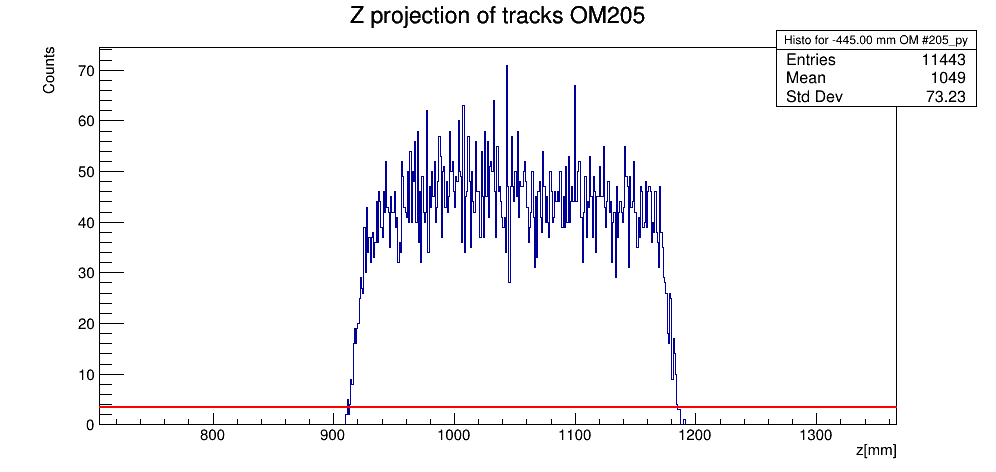 Z projection of tracks OM205
Histo for -445.00 mm OM #205_py
Entries 11443
Mean 1049
Std Dev 73.23
Counts
70
60
50
40
30
20
10
0
800 900 1000 1100 1200 1300
z[mm]